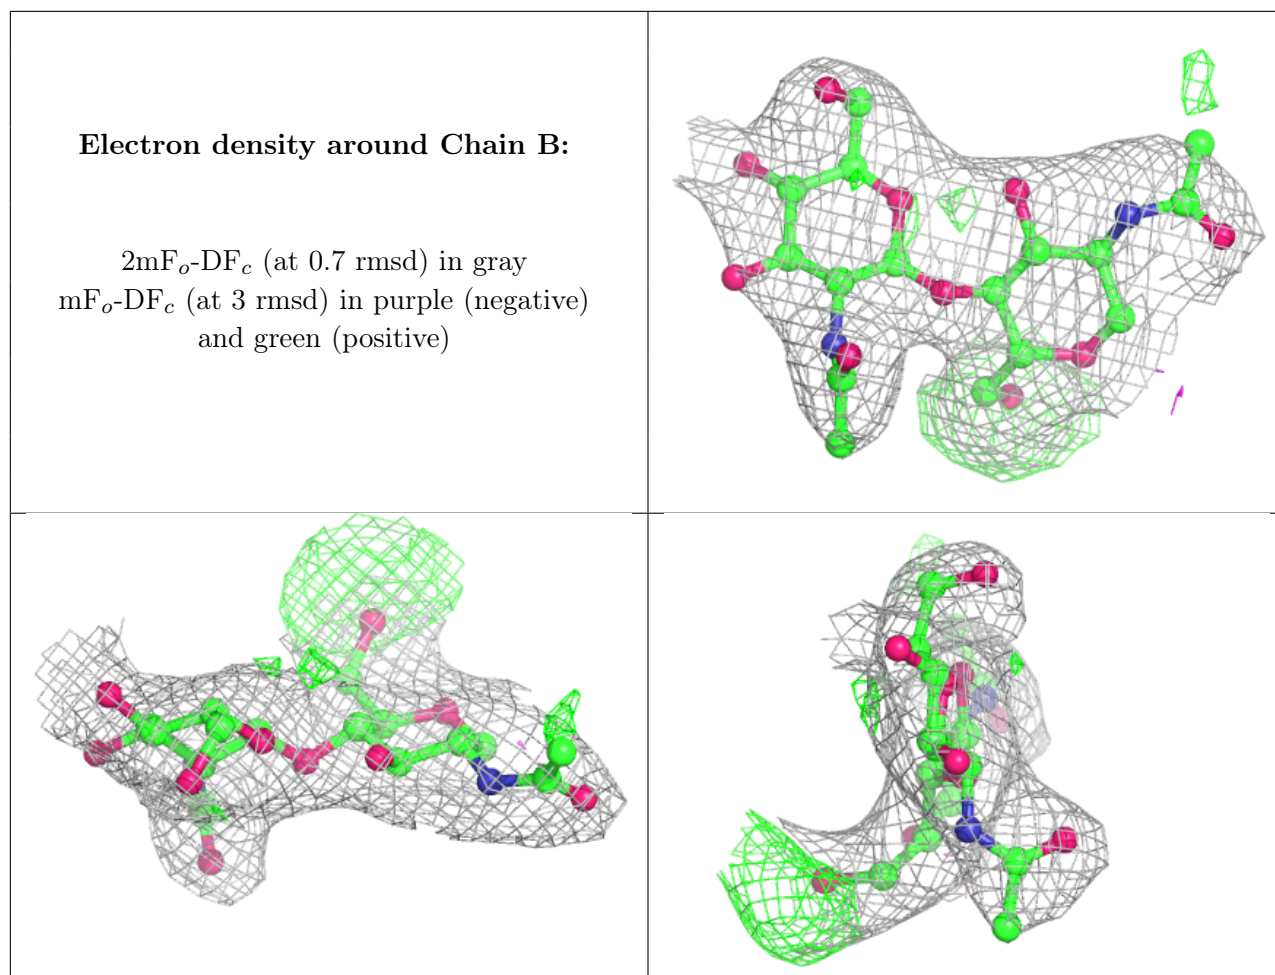 Electron density around Chain B:
2mFₒ-DF𝒸 (at 0.7 rmsd) in gray
mFₒ-DF𝒸 (at 3 rmsd) in purple (negative)
and green (positive)